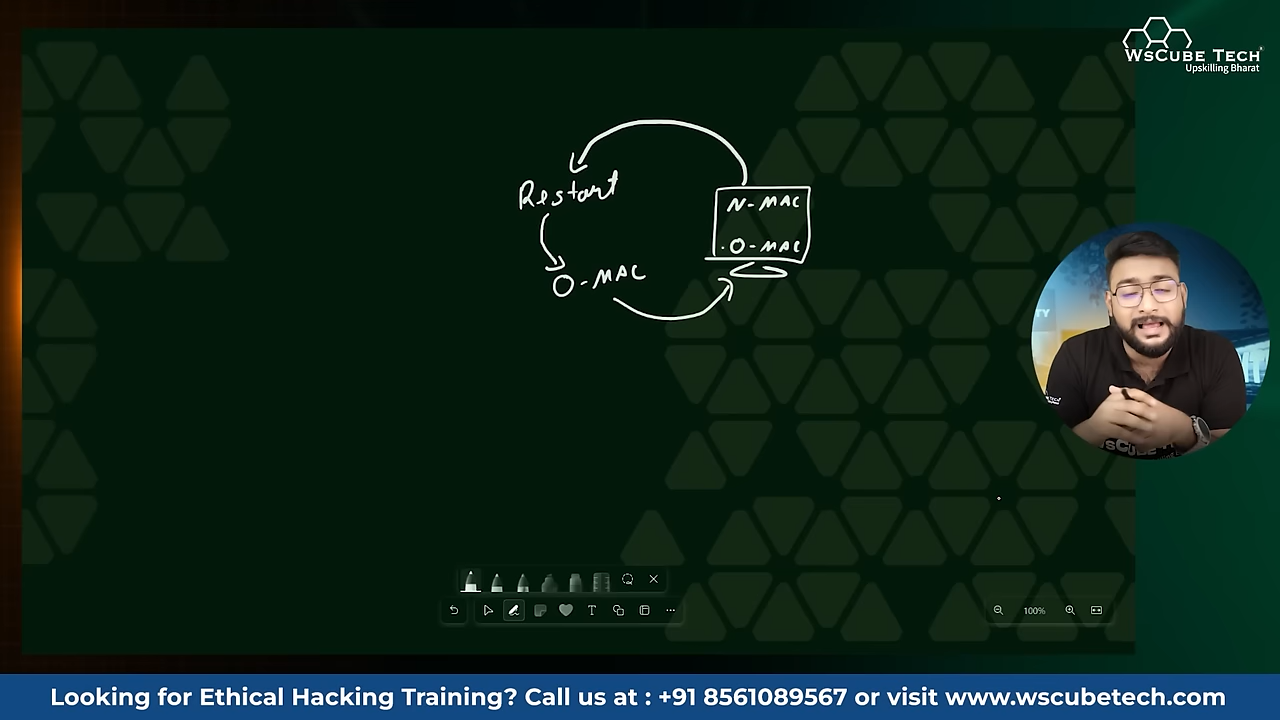 WsCube Tech
Upskilling Bharat
Restart
N-MAC
O-MAC
O-MAC
100%
Looking for Ethical Hacking Training? Call us at : +91 8561089567 or visit www.wscubetech.com